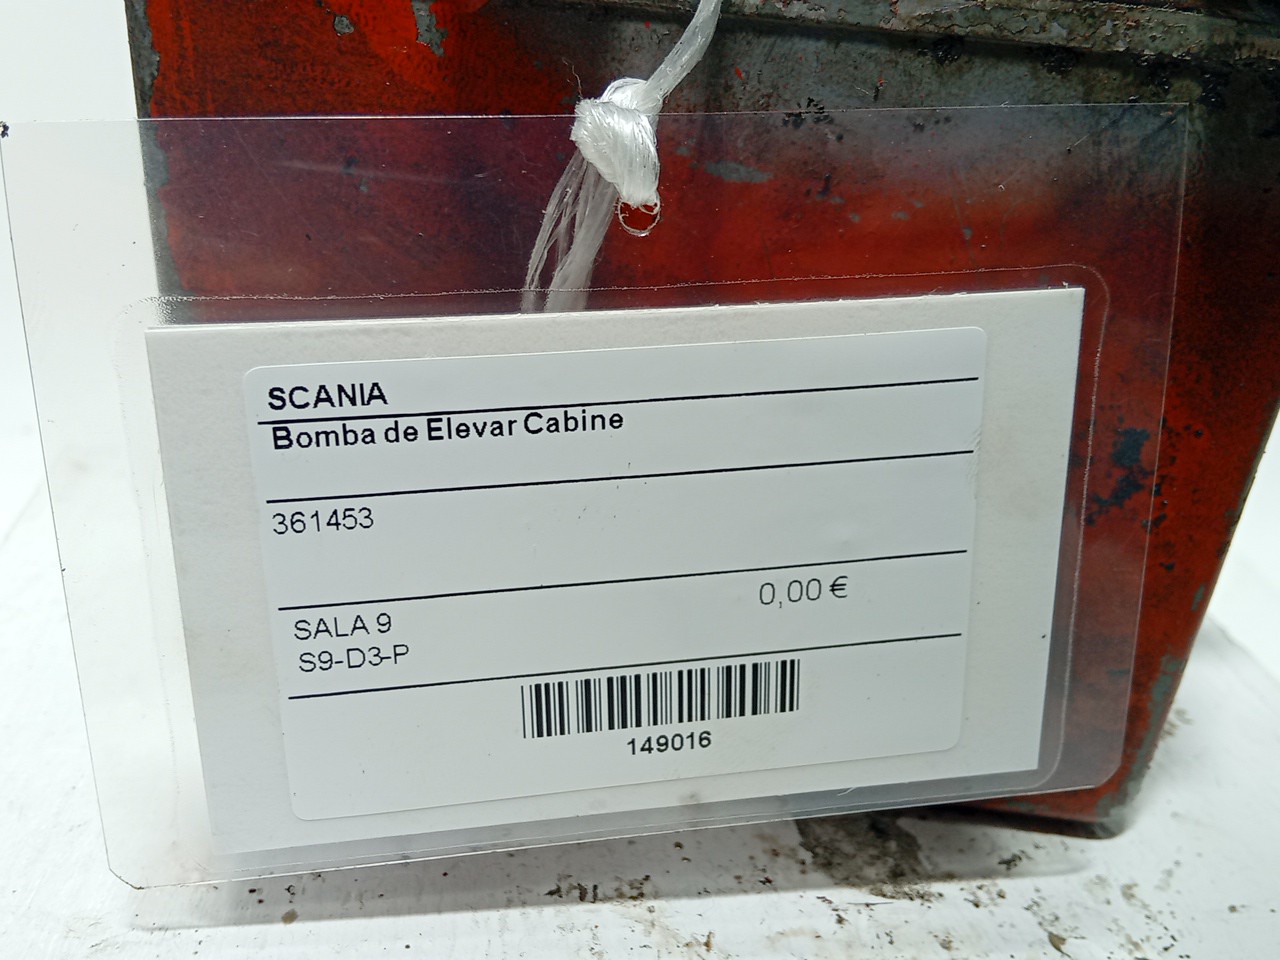 SCANIA
Bomba de Elevar Cabine
361453
0,00 €
SALA 9
S9-D3-P
149016